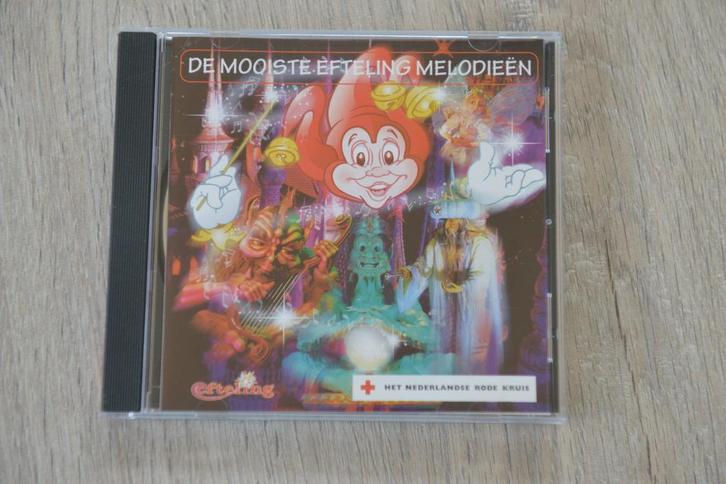 DE MOOISTE EFTELING MELODIEËN
efteling
HET NEDERLANDSE RODE KRUIS